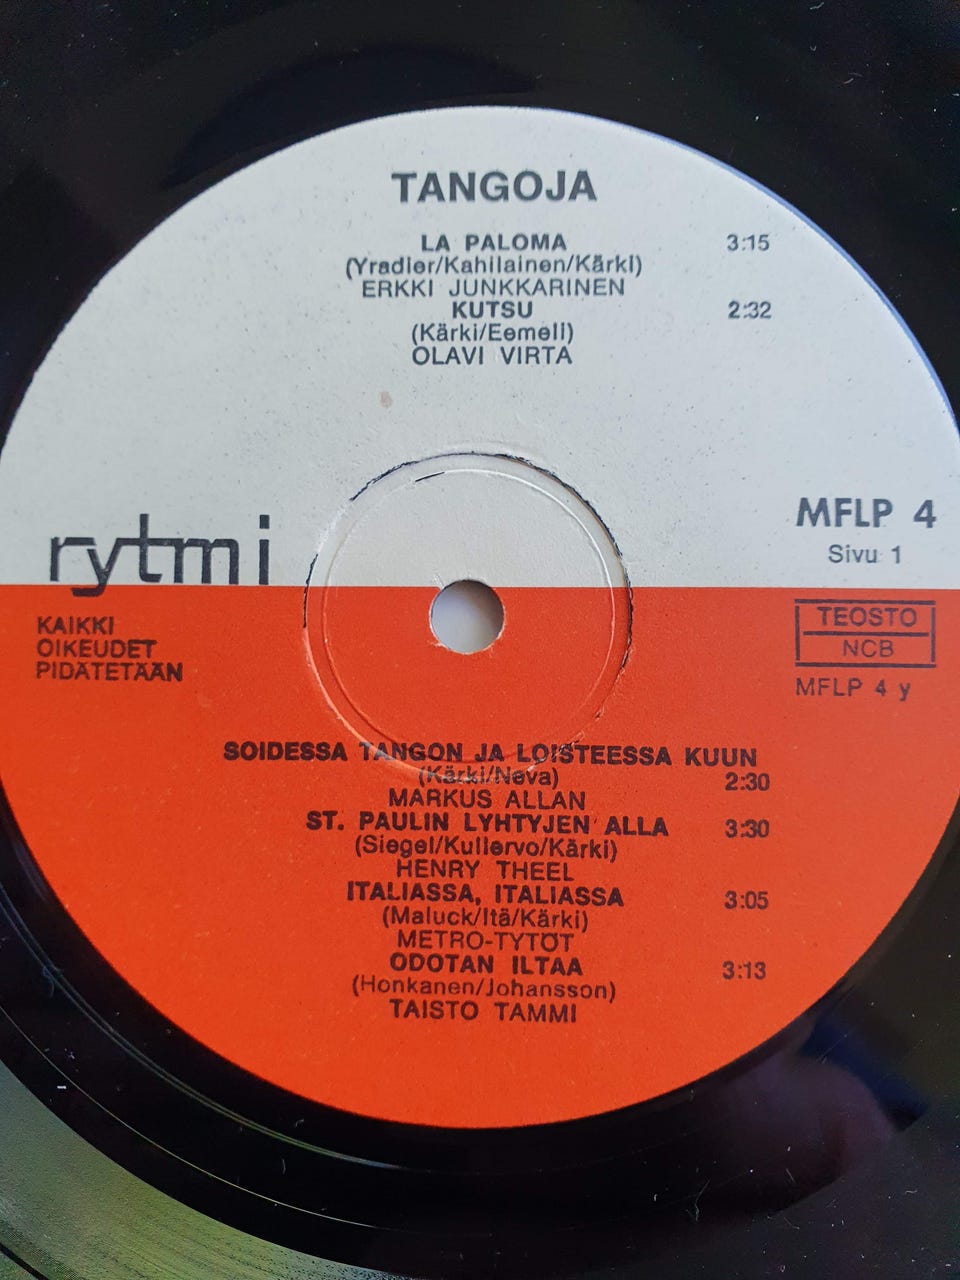 TANGOJA
LA PALOMA 3:15
(Yradier/Kahilainen/Kärki)
ERKKI JUNKKARINEN
KUTSU 2:32
(Kärki/Eemeli)
OLAVI VIRTA
rytmi
MFLP 4
Sivu 1
KAIKKI
OIKEUDET
PIDÄTETÄÄN
TEOSTO
NCB
MFLP 4 y
SOIDESSA TANGON JA LOISTEESSA KUUN
(Kärki/Neva) 2:30
MARKUS ALLAN
ST. PAULIN LYHTYJEN ALLA 3:30
(Siegel/Kullervo/Kärki)
HENRY THEEL
ITALIASSA, ITALIASSA 3:05
(Maluck/Itä/Kärki)
METRO-TYTÖT
ODOTAN ILTAA 3:13
(Honkanen/Johansson)
TAISTO TAMMI